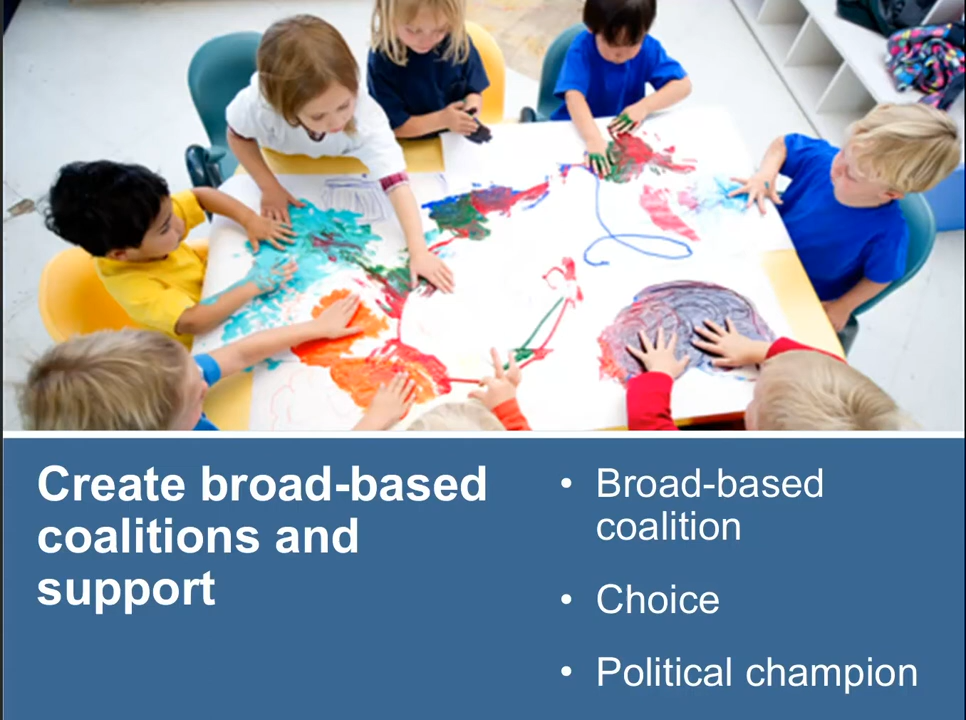 Create broad-based
coalitions and
support
• Broad-based
coalition
• Choice
• Political champion